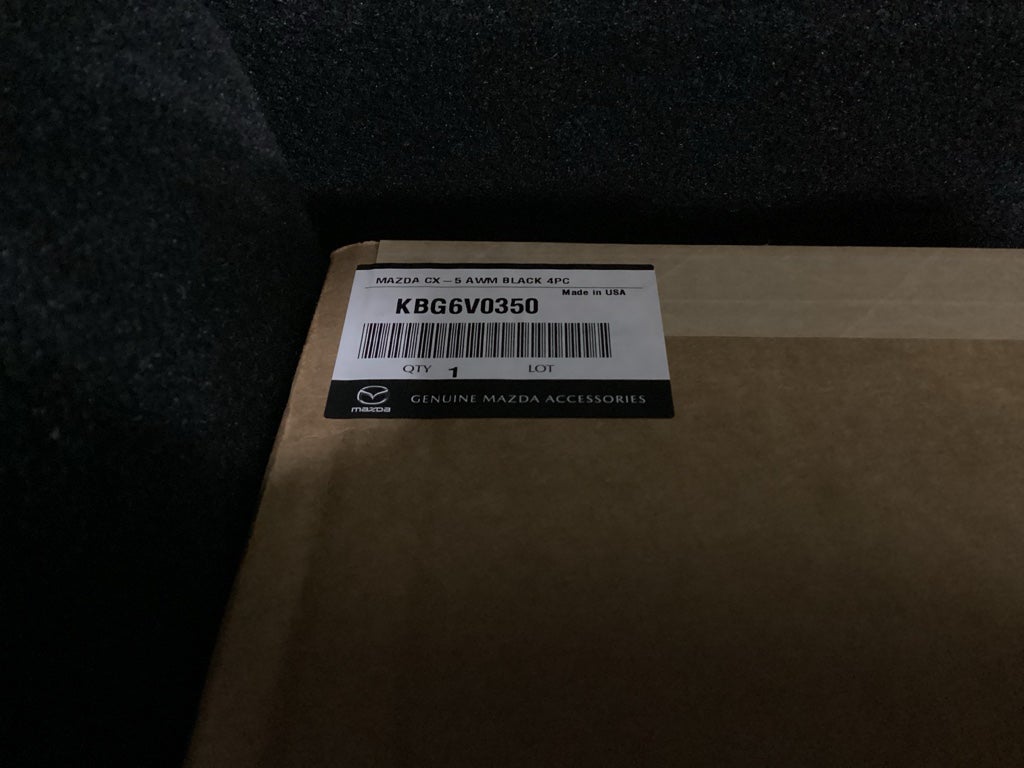 MAZDA CX-5 AWM BLACK 4PC
Made in USA
KBG6V0350
QTY 1 LOT
mazda GENUINE MAZDA ACCESSORIES